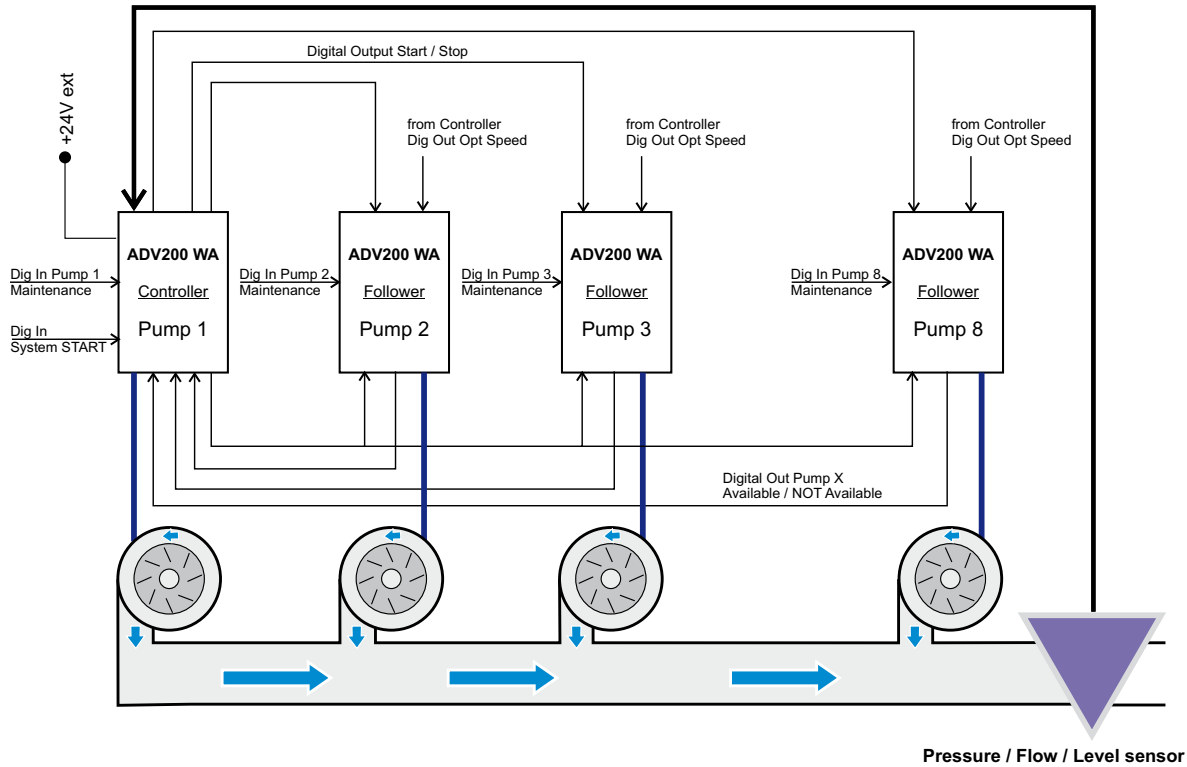 Digital Output Start / Stop
+24V ext
from Controller
Dig Out Opt Speed
from Controller
Dig Out Opt Speed
from Controller
Dig Out Opt Speed
ADV200 WA
Controller
Pump 1
ADV200 WA
Follower
Pump 2
ADV200 WA
Follower
Pump 3
ADV200 WA
Follower
Pump 8
Dig In Pump 1
Maintenance
Dig In
System START
Dig In Pump 2
Maintenance
Dig In Pump 3
Maintenance
Dig In Pump 8
Maintenance
Digital Out Pump X
Available / NOT Available
Pressure / Flow / Level sensor